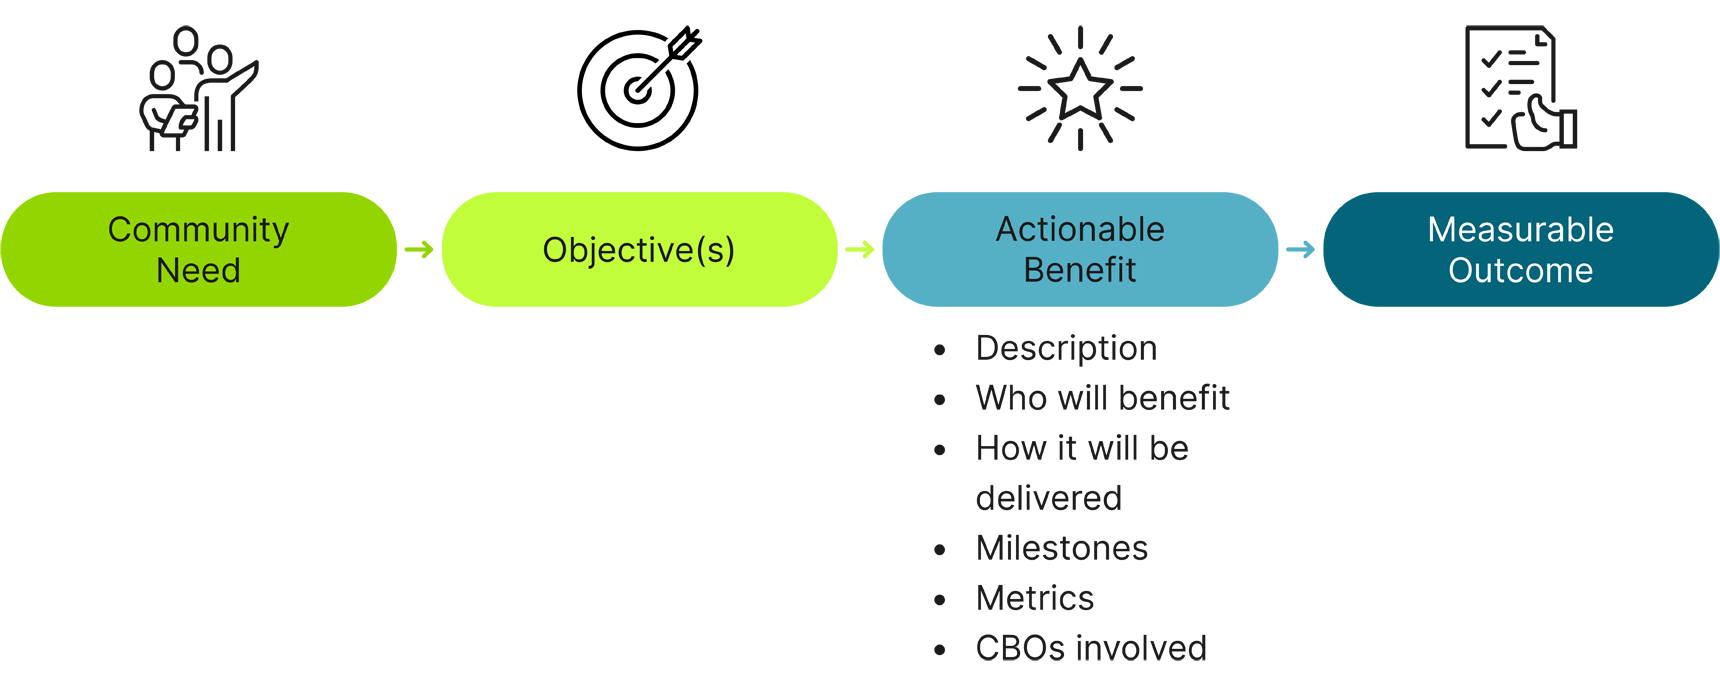 Community
Need
Objective(s)
Actionable
Benefit
Measurable
Outcome
• Description
• Who will benefit
• How it will be
delivered
• Milestones
• Metrics
• CBOs involved